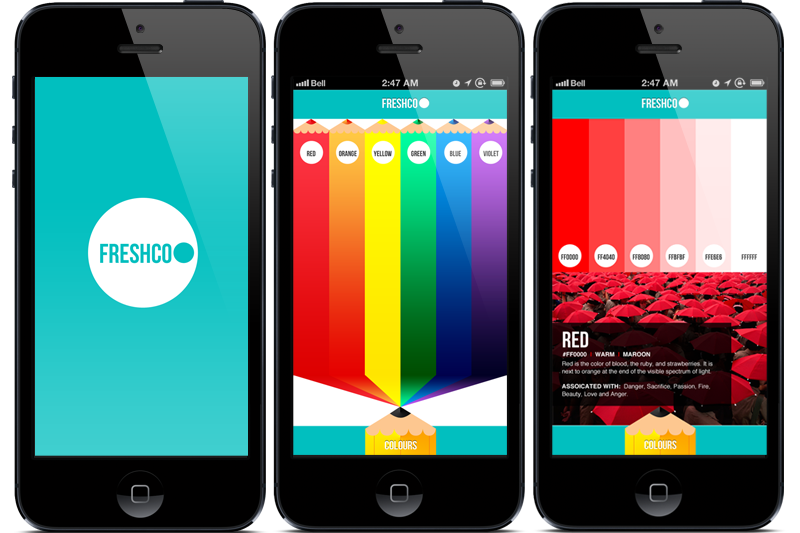 FRESHCO
Bell 2:47 AM
FRESHCO
RED ORANGE YELLOW GREEN BLUE VIOLET
COLOURS
Bell 2:47 AM
FRESHCO
FF0000 FF4040 FF8080 FFBFBF FFE6E6 FFFFFF
RED
#FF0000 | WARM | MAROON
Red is the color of blood, the ruby, and strawberries. It is
next to orange at the end of the visible spectrum of light.
ASSOICATED WITH: Danger, Sacrifice, Passion, Fire,
Beauty, Love and Anger.
COLOURS